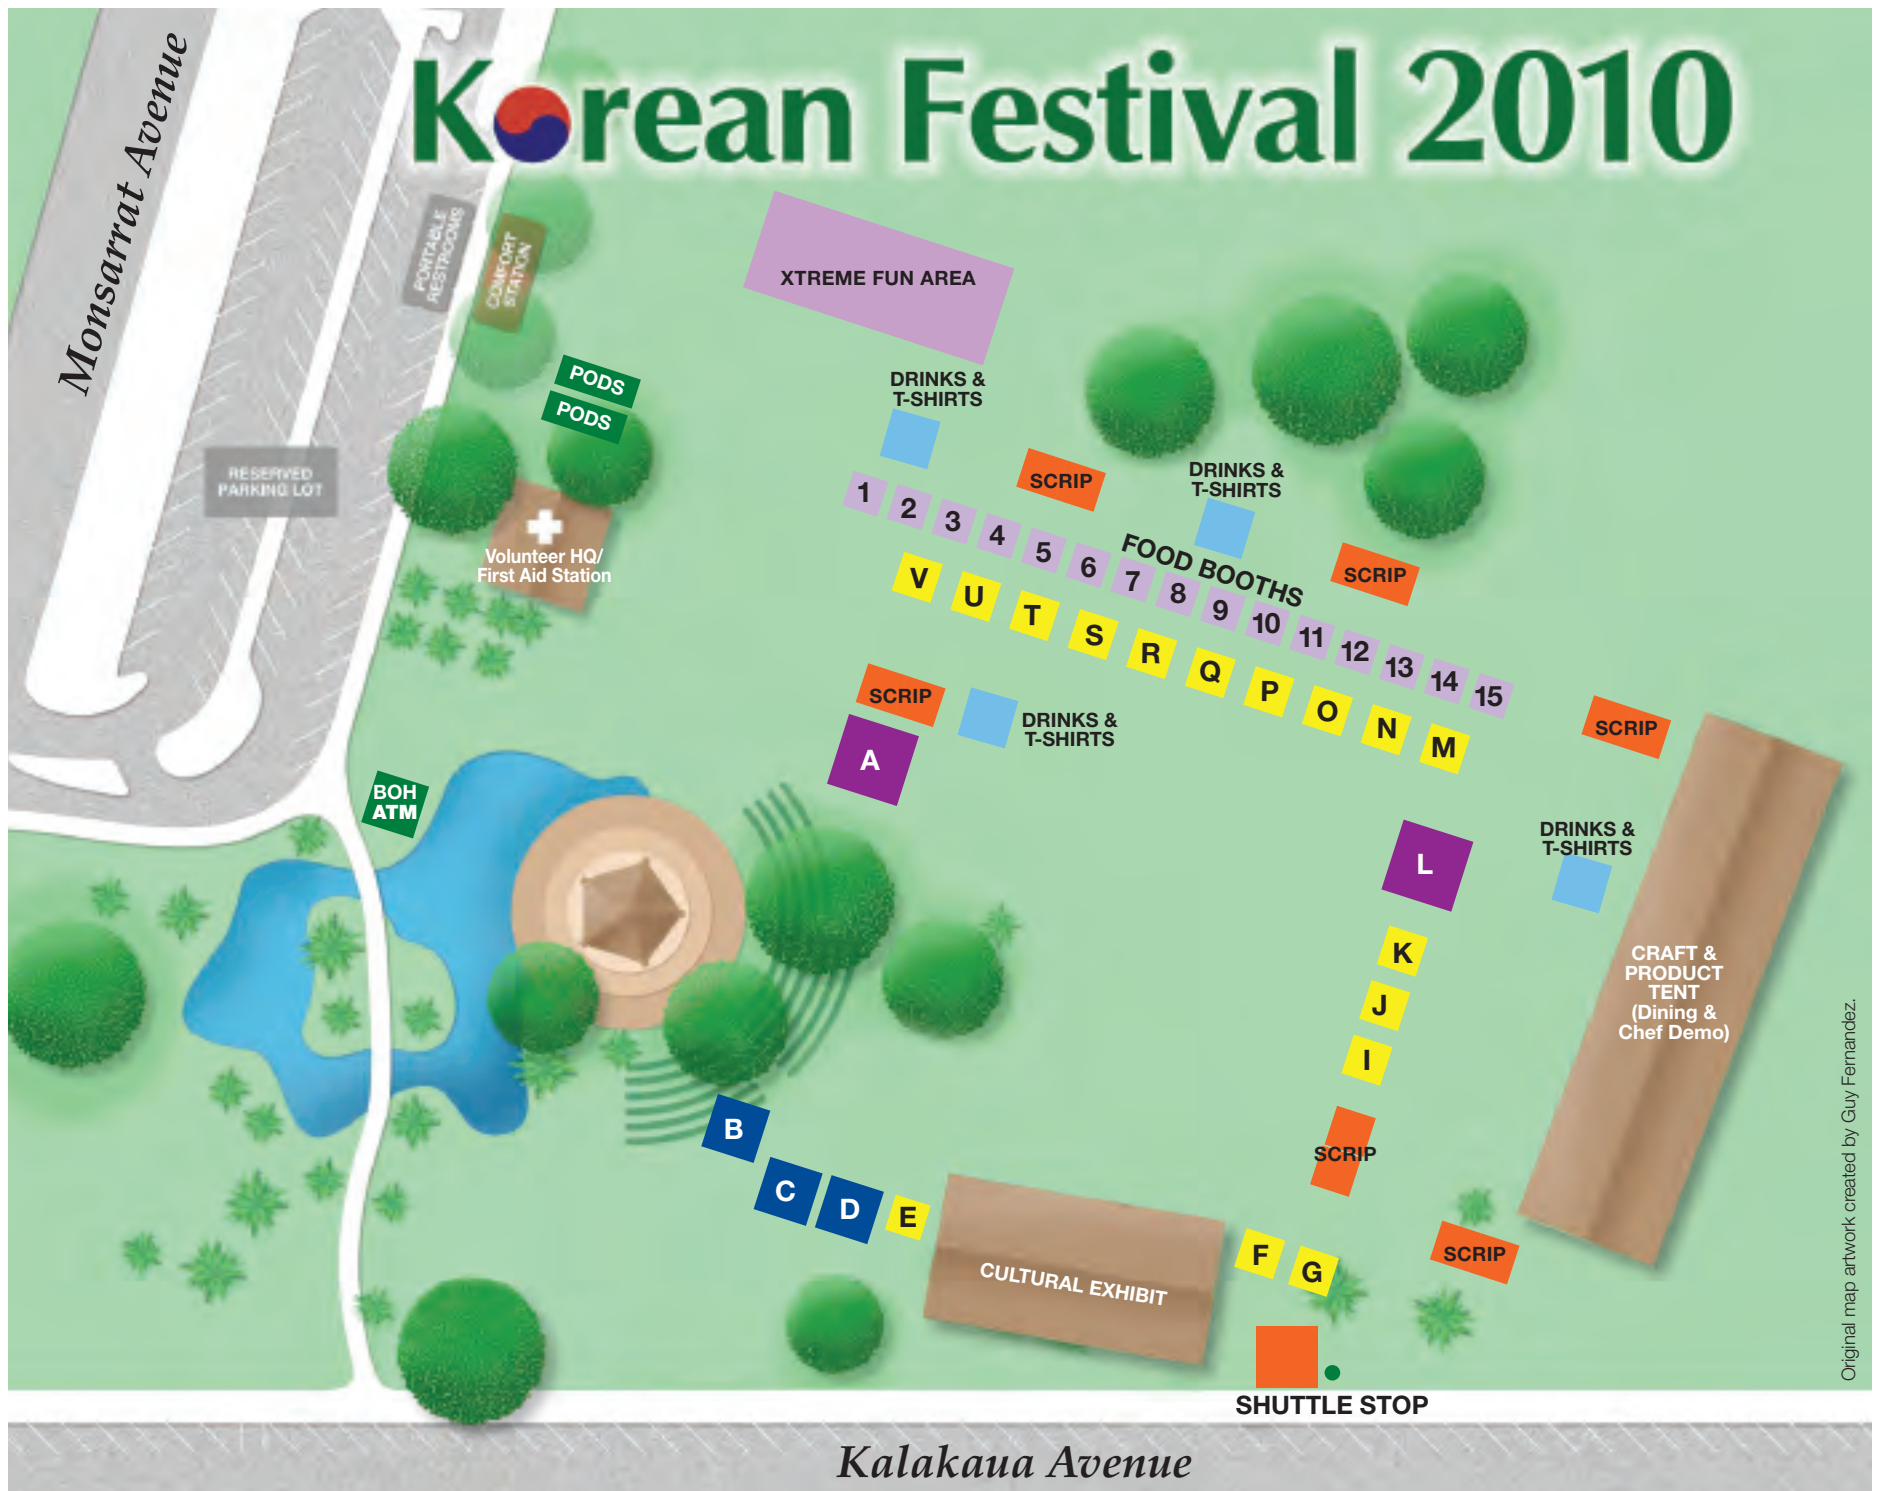 Korean Festival 2010
Monsarrat Avenue
PORTABLE
RESTROOMS
COMFORT
STATION
XTREME FUN AREA
PODS
PODS
DRINKS &
T-SHIRTS
RESERVED
PARKING LOT
SCRIP
DRINKS &
T-SHIRTS
Volunteer HQ/
First Aid Station
FOOD BOOTHS
SCRIP
1 2 3 4 5 6 7 8 9 10 11 12 13 14 15
V U T S R Q P O N M
SCRIP
DRINKS &
T-SHIRTS
SCRIP
A
BOH
ATM
L
DRINKS &
T-SHIRTS
K
J
I
CRAFT &
PRODUCT
TENT
(Dining &
Chef Demo)
B
C D E
SCRIP
CULTURAL EXHIBIT
F G
SCRIP
SHUTTLE STOP
Kalakaua Avenue
Original map artwork created by Guy Fernandez.